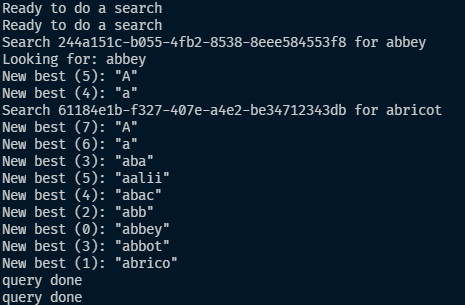 Ready to do a search
Ready to do a search
Search 244a151c-b055-4fb2-8538-8eee584553f8 for abbey
Looking for: abbey
New best (5): "A"
New best (4): "a"
Search 61184e1b-f327-407e-a4e2-be34712343db for abricot
New best (7): "A"
New best (6): "a"
New best (3): "aba"
New best (5): "aalii"
New best (4): "abac"
New best (2): "abb"
New best (0): "abbey"
New best (3): "abbot"
New best (1): "abrico"
query done
query done